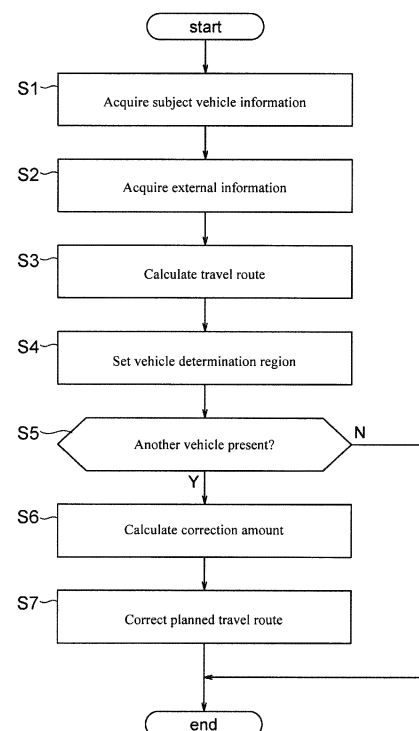 start
S1
Acquire subject vehicle information
S2
Acquire external information
S3
Calculate travel route
S4
Set vehicle determination region
S5
Another vehicle present?
N
Y
S6
Calculate correction amount
S7
Correct planned travel route
end